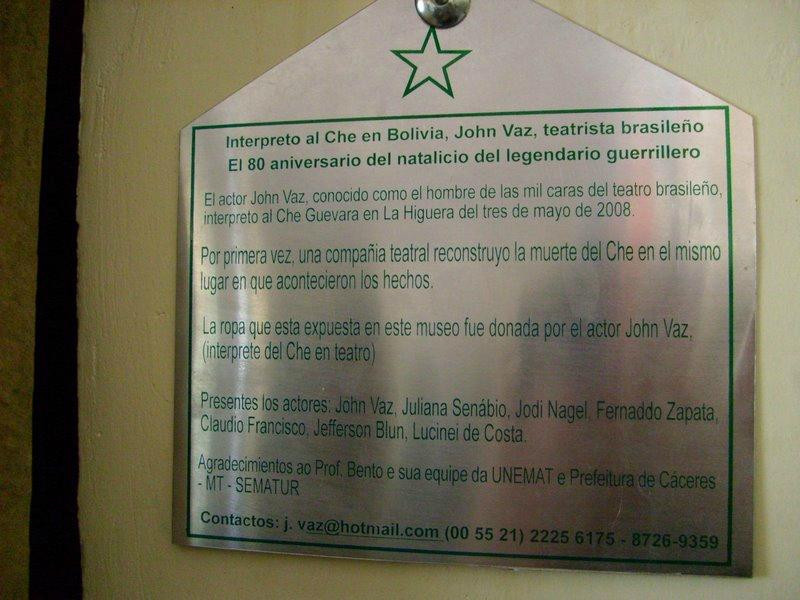 Interpreto al Che en Bolivia, John Vaz, teatrista brasileño
El 80 aniversario del natalicio del legendario guerrillero
El actor John Vaz, conocido como el hombre de las mil caras del teatro brasileño,
interpreto al Che Guevara en La Higuera del tres de mayo de 2008.
Por primera vez, una compañia teatral reconstruyo la muerte del Che en el mismo
lugar en que acontecieron los hechos.
La ropa que esta expuesta en este museo fue donada por el actor John Vaz,
(interprete del Che en teatro)
Presentes los actores: John Vaz, Juliana Senábio, Jodi Nagel, Fernaddo Zapata,
Claudio Francisco, Jefferson Blun, Lucinei de Costa.
Agradecimientos ao Prof. Bento e sua equipe da UNEMAT e Prefeitura de Cáceres
- MT - SEMATUR
Contactos: j. vaz@hotmail.com (00 55 21) 2225 6175 - 8726-9359